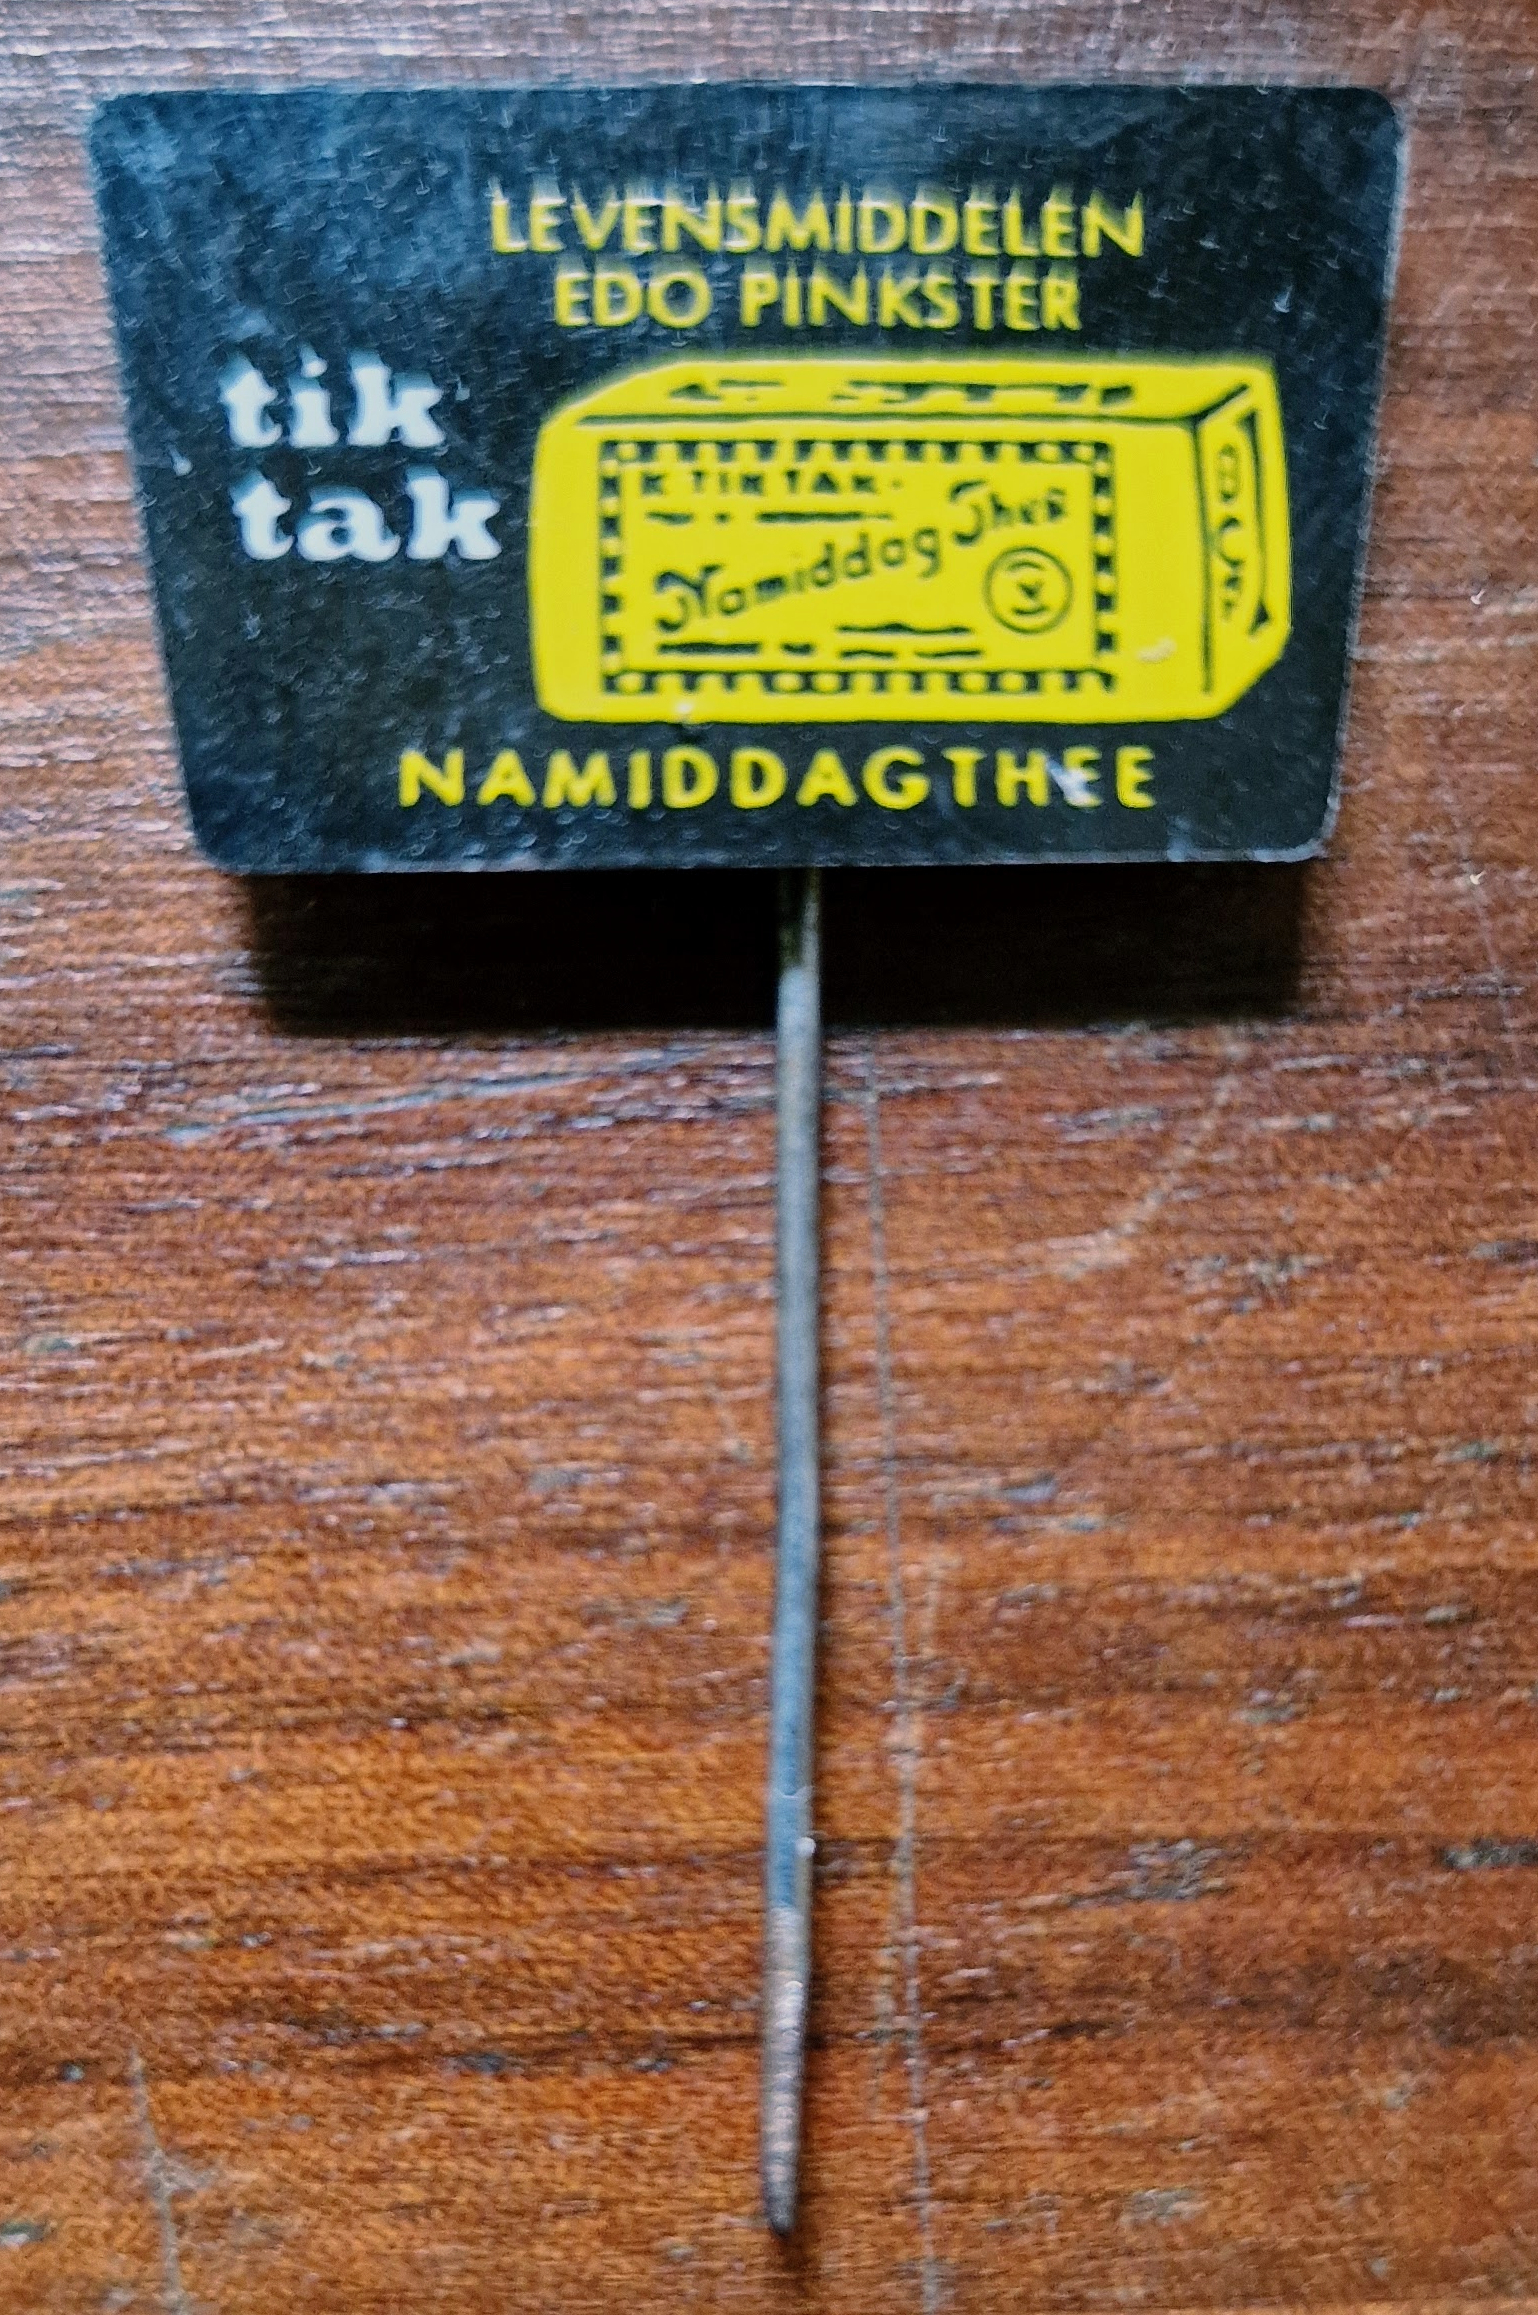 LEVENSMIDDELEN
EDO PINKSTER
tik
tak
K TIK TAK
Namiddag Thee
NAMIDDAGTHEE